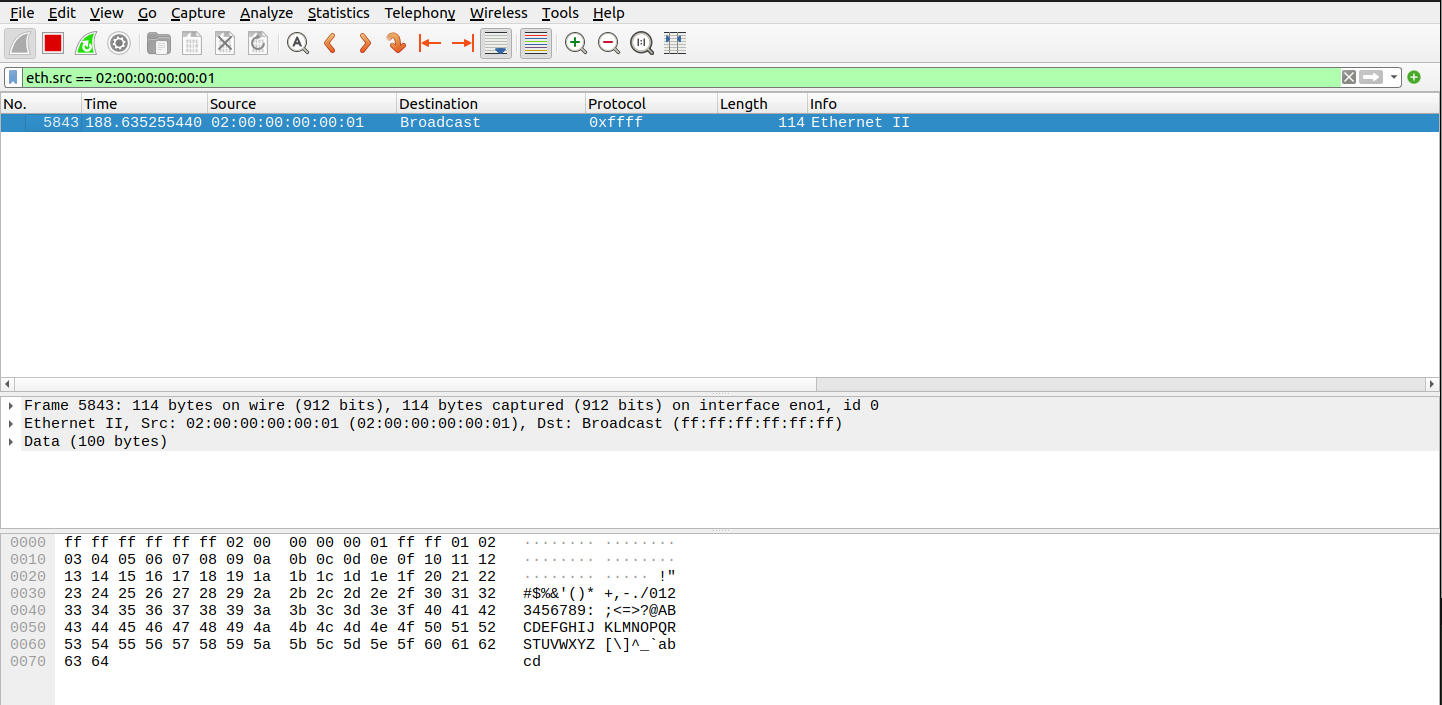 File Edit View Go Capture Analyze Statistics Telephony Wireless Tools Help
eth.src == 02:00:00:00:00:01
No. Time Source Destination Protocol Length Info
5843 188.635255440 02:00:00:00:00:01 Broadcast 0xffff 114 Ethernet II
Frame 5843: 114 bytes on wire (912 bits), 114 bytes captured (912 bits) on interface eno1, id 0
Ethernet II, Src: 02:00:00:00:00:01 (02:00:00:00:00:01), Dst: Broadcast (ff:ff:ff:ff:ff:ff)
Data (100 bytes)
0000 ff ff ff ff ff ff 02 00 00 00 00 01 ff ff 01 02 ········ ········
0010 03 04 05 06 07 08 09 0a 0b 0c 0d 0e 0f 10 11 12 ········ ········
0020 13 14 15 16 17 18 19 1a 1b 1c 1d 1e 1f 20 21 22 ········ ····· !"
0030 23 24 25 26 27 28 29 2a 2b 2c 2d 2e 2f 30 31 32 #$%&'()* +,-./012
0040 33 34 35 36 37 38 39 3a 3b 3c 3d 3e 3f 40 41 42 3456789: ;<=>?@AB
0050 43 44 45 46 47 48 49 4a 4b 4c 4d 4e 4f 50 51 52 CDEFGHIJ KLMNOPQR
0060 53 54 55 56 57 58 59 5a 5b 5c 5d 5e 5f 60 61 62 STUVWXYZ [\]^_`ab
0070 63 64 cd